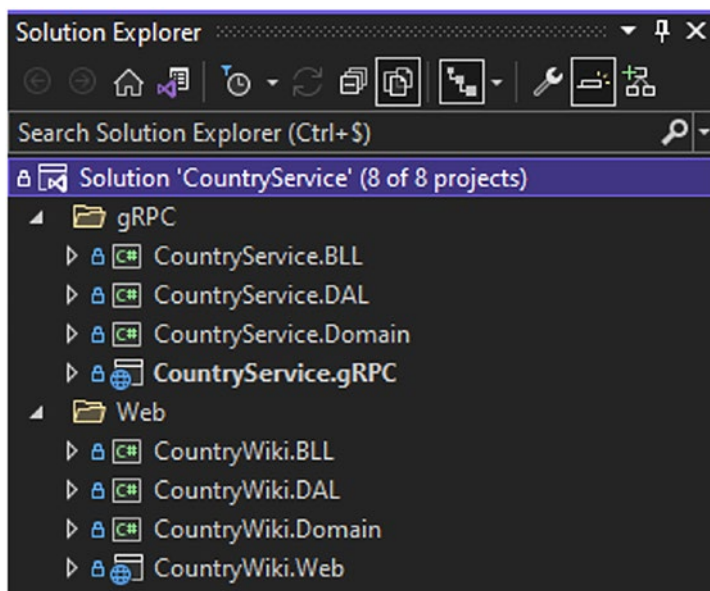 Solution Explorer
Search Solution Explorer (Ctrl+$)
Solution 'CountryService' (8 of 8 projects)
gRPC
C# CountryService.BLL
C# CountryService.DAL
C# CountryService.Domain
CountryService.gRPC
Web
C# CountryWiki.BLL
C# CountryWiki.DAL
C# CountryWiki.Domain
CountryWiki.Web